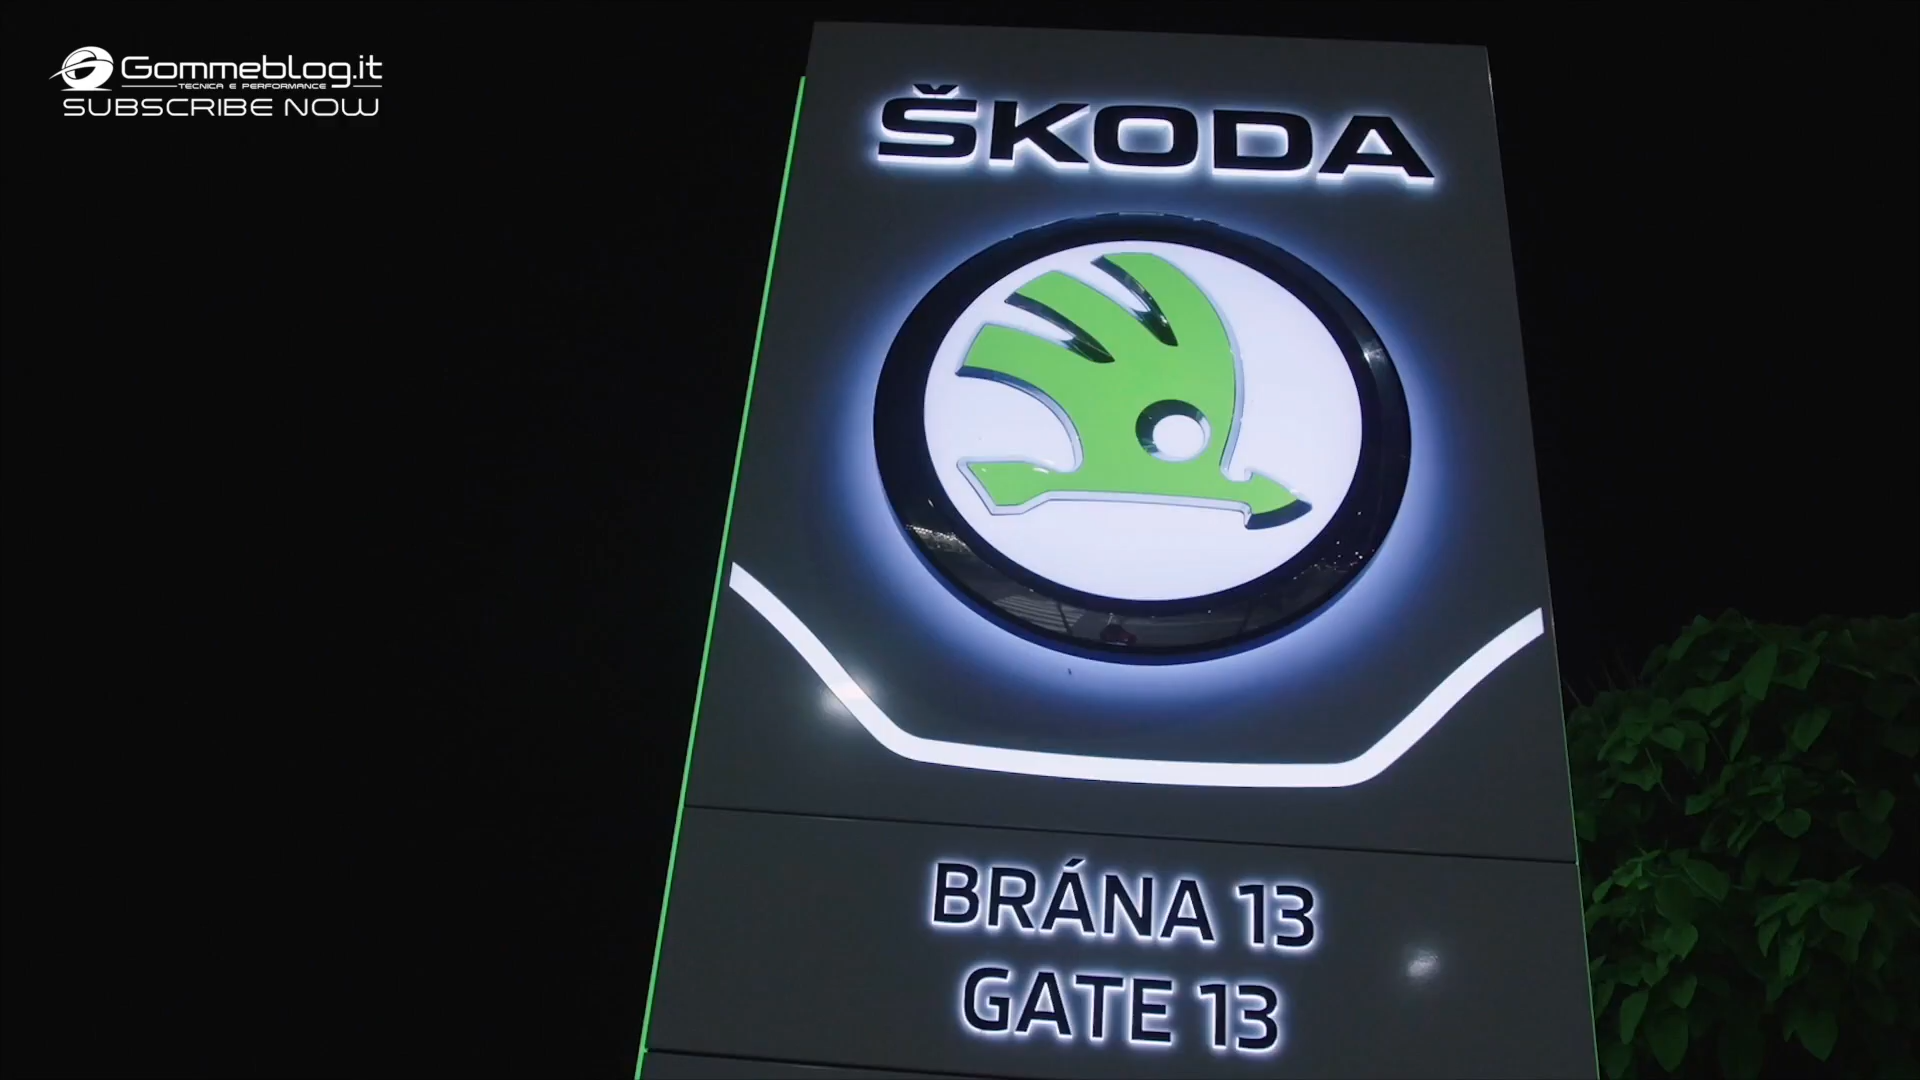 Gommeblog.it
TECNICA E PERFORMANCE
SUBSCRIBE NOW
ŠKODA
BRÁNA 13
GATE 13